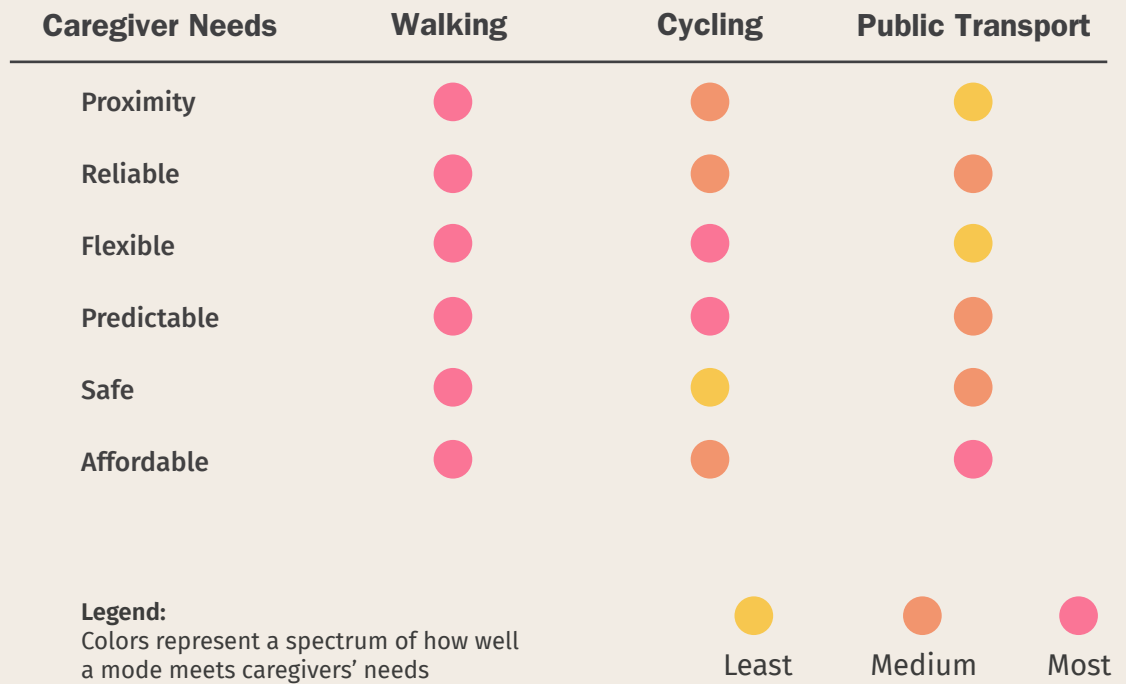 Caregiver Needs Walking Cycling Public Transport
Proximity
Reliable
Flexible
Predictable
Safe
Affordable
Legend:
Colors represent a spectrum of how well
a mode meets caregivers’ needs
Least Medium Most